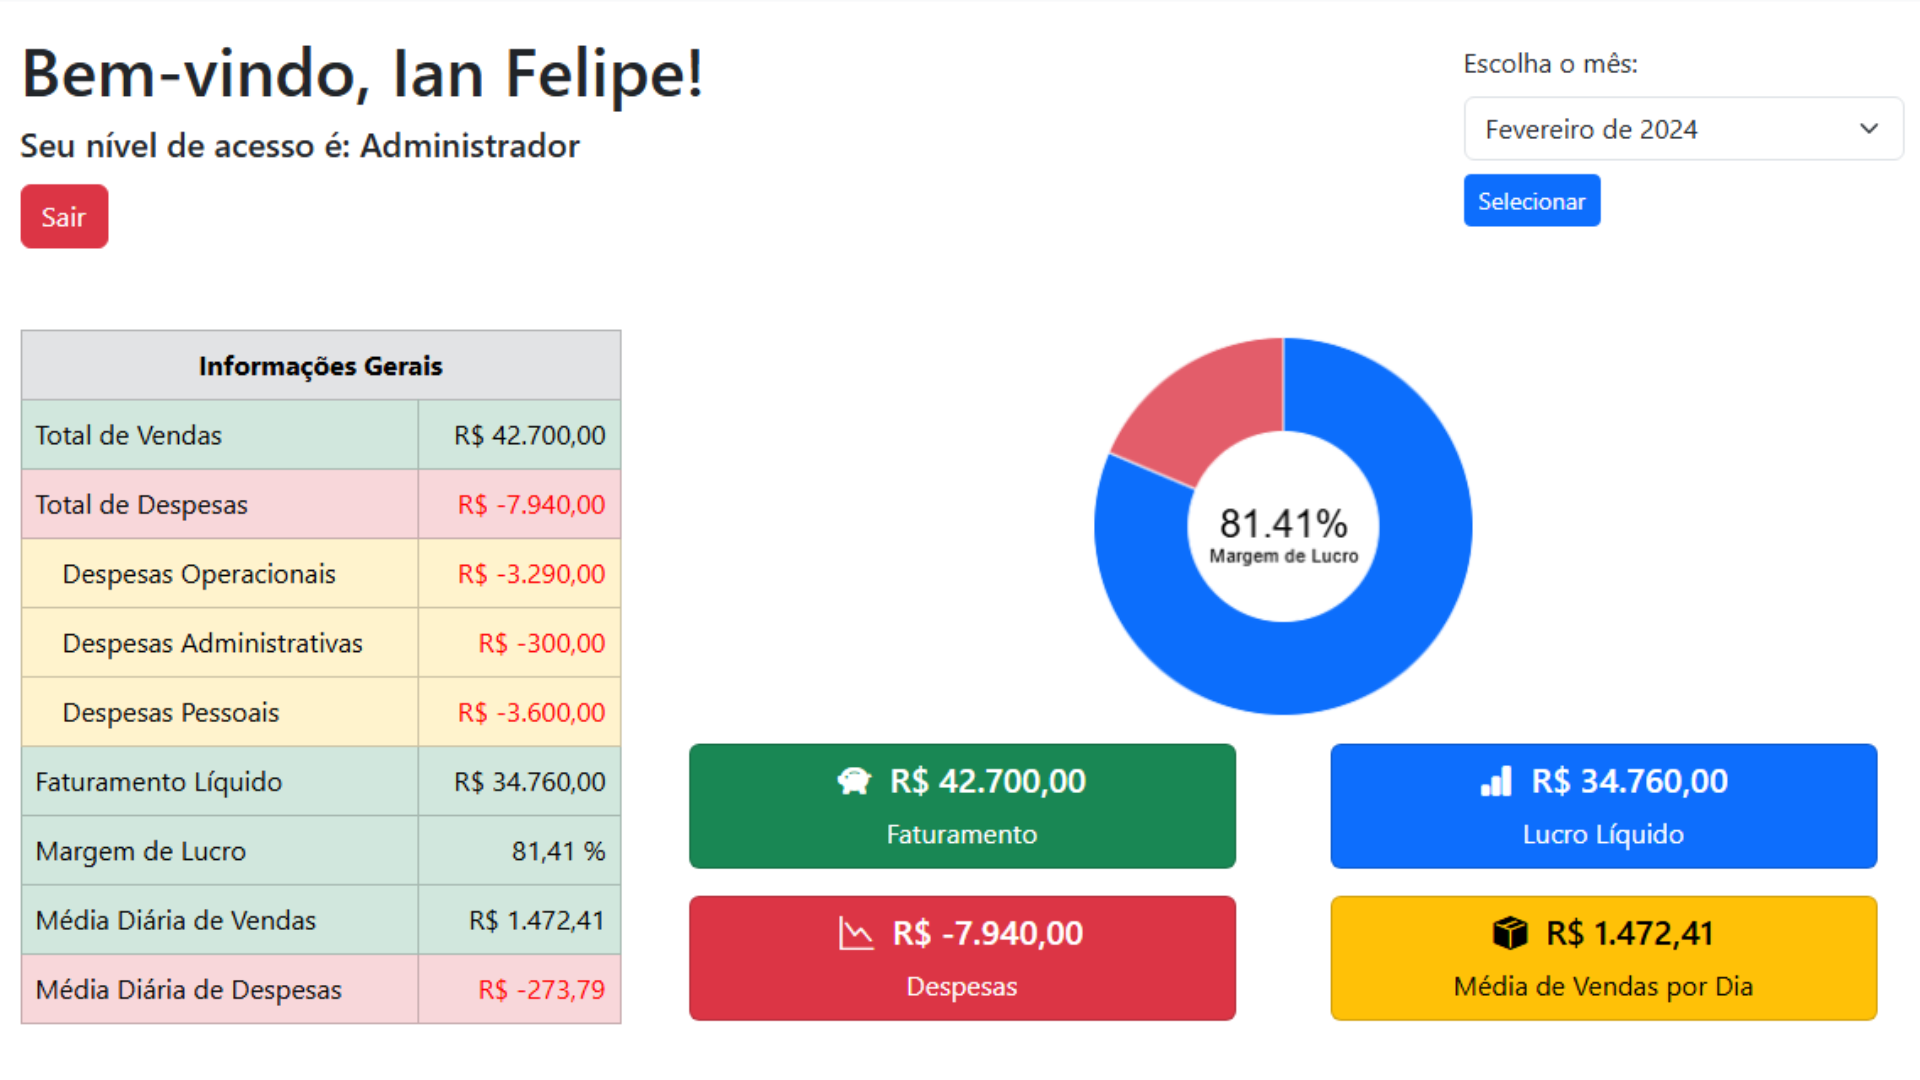 Bem-vindo, Ian Felipe!
Seu nível de acesso é: Administrador
Sair
Escolha o mês:
Fevereiro de 2024
Selecionar
Informações Gerais
Total de Vendas R$ 42.700,00
Total de Despesas R$ -7.940,00
Despesas Operacionais R$ -3.290,00
Despesas Administrativas R$ -300,00
Despesas Pessoais R$ -3.600,00
Faturamento Líquido R$ 34.760,00
Margem de Lucro 81,41 %
Média Diária de Vendas R$ 1.472,41
Média Diária de Despesas R$ -273,79
81.41%
Margem de Lucro
R$ 42.700,00
Faturamento
R$ 34.760,00
Lucro Líquido
R$ -7.940,00
Despesas
R$ 1.472,41
Média de Vendas por Dia